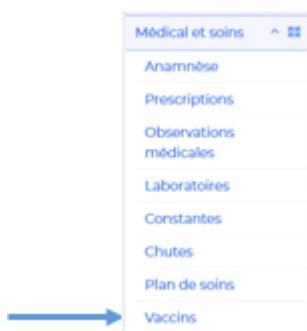 Médical et soins
Anamnèse
Prescriptions
Observations
médicales
Laboratoires
Constantes
Chutes
Plan de soins
Vaccins